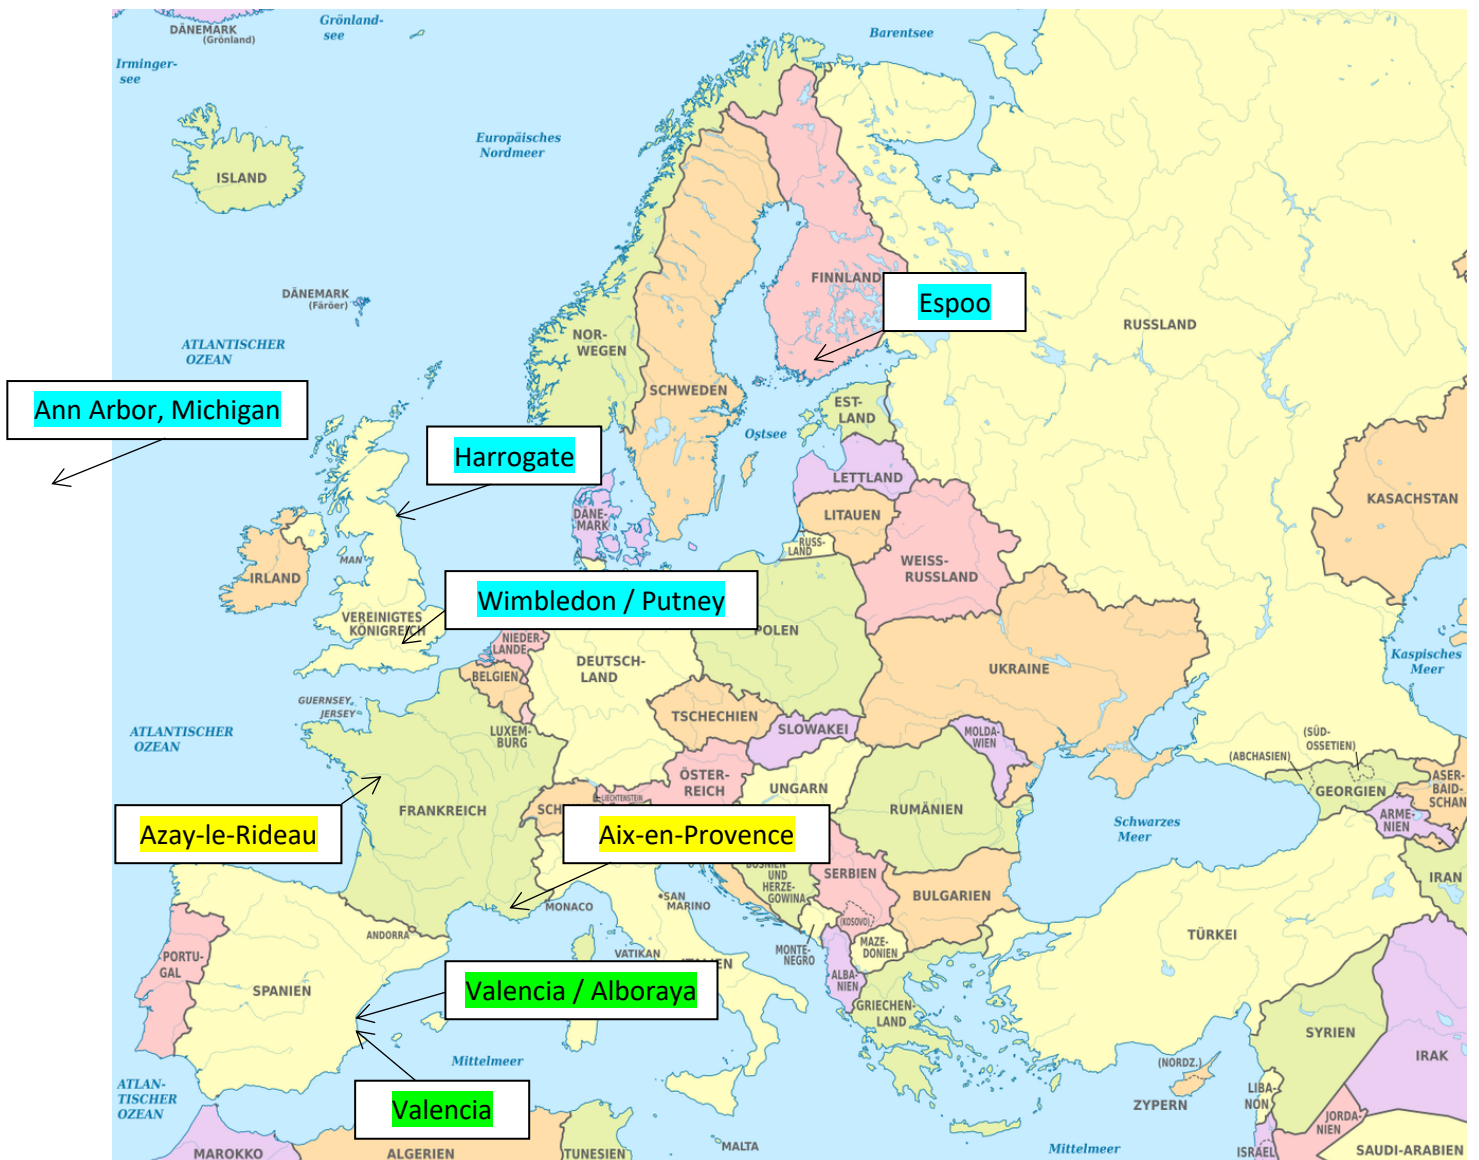 DÄNEMARK
(Grönland)
Grönland-
see
Barentsee
Irminger-
see
Europäisches
Nordmeer
ISLAND
DÄNEMARK
(Färöer)
FINNLAND
Espoo
RUSSLAND
ATLANTISCHER
OZEAN
NOR-
WEGEN
SCHWEDEN
Ann Arbor, Michigan
EST-
LAND
Ostsee
Harrogate
LETTLAND
KASACHSTAN
DÄNE-
MARK
LITAUEN
RUSS-
LAND
MAN
WEISS-
RUSSLAND
IRLAND
Wimbledon / Putney
VEREINIGTES
KÖNIGREICH
POLEN
NIEDER-
LANDE
DEUTSCH-
LAND
UKRAINE
Kaspisches
Meer
BELGIEN
GUERNSEY
JERSEY
TSCHECHIEN
ATLANTISCHER
OZEAN
LUXEM-
BURG
SLOWAKEI
MOLDA-
WIEN
(SÜD-
OSSETIEN)
(ABCHASIEN)
ÖSTER-
REICH
UNGARN
ASER-
BAID-
SCHAN
GEORGIEN
LIECHTENSTEIN
SCH
FRANKREICH
RUMÄNIEN
Schwarzes
Meer
ARME-
NIEN
Azay-le-Rideau
Aix-en-Provence
BOSNIEN
UND
HERZE-
GOWINA
SERBIEN
IRAN
BULGARIEN
MONACO
SAN
MARINO
(KOSOVO)
ANDORRA
TÜRKEI
VATIKAN
MONTE-
NEGRO
MAZE-
DONIEN
PORTU-
GAL
ITALIEN
ALBA-
NIEN
SPANIEN
Valencia / Alboraya
GRIECHEN-
LAND
SYRIEN
IRAK
Mittelmeer
(NORDZ.)
ATLAN-
TISCHER
OZEAN
LIBA-
NON
ZYPERN
Valencia
JORDA-
NIEN
MAROKKO
ALGERIEN
TUNESIEN
MALTA
Mittelmeer
ISRAEL
SAUDI-ARABIEN